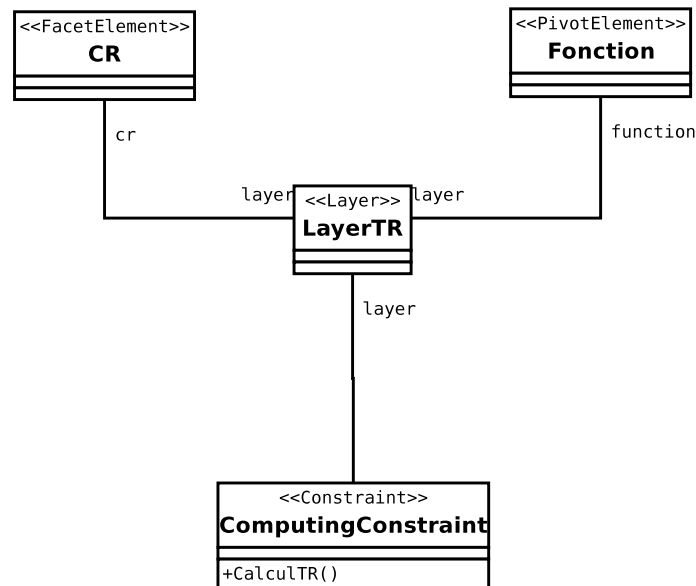 <<FacetElement>>
CR
<<PivotElement>>
Fonction
cr
function
layer
<<Layer>>
layer
LayerTR
layer
<<Constraint>>
ComputingConstraint
+CalculTR()